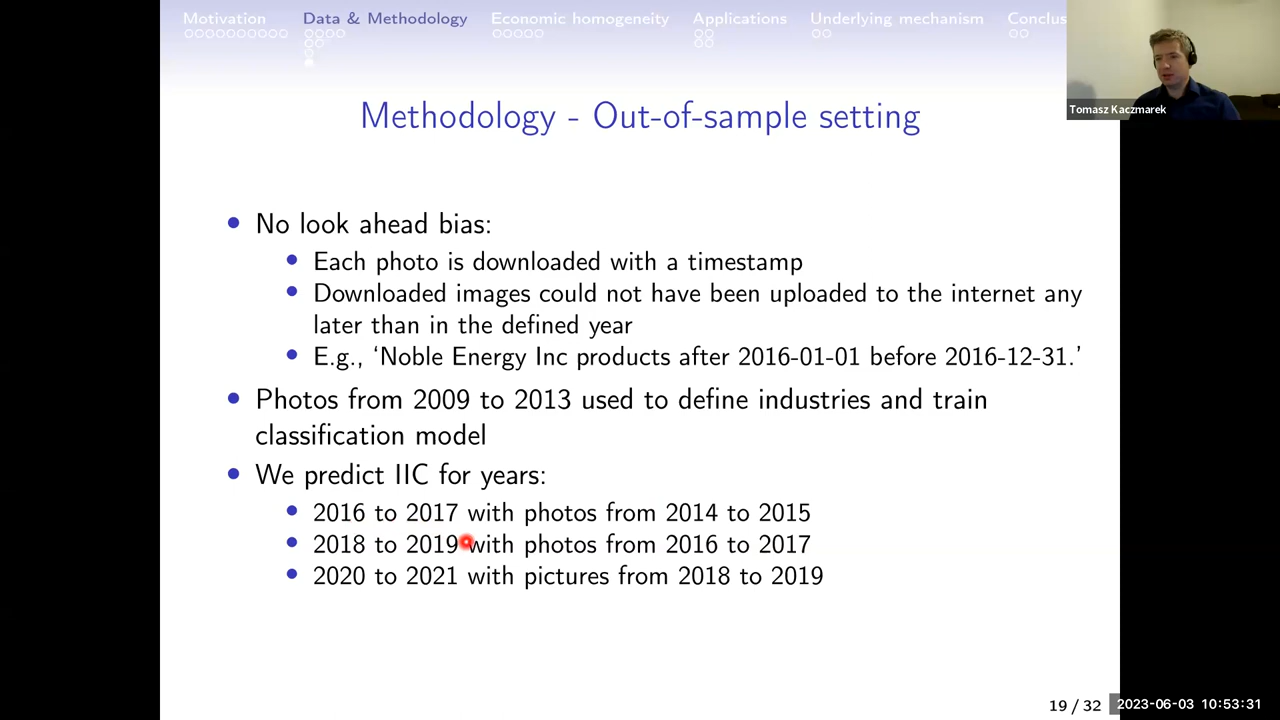 Motivation Data & Methodology Economic homogeneity Applications Underlying mechanism Conclus
Tomasz Kaczmarek
Methodology - Out-of-sample setting
No look ahead bias:
Each photo is downloaded with a timestamp
Downloaded images could not have been uploaded to the internet any
later than in the defined year
E.g., ‘Noble Energy Inc products after 2016-01-01 before 2016-12-31.’
Photos from 2009 to 2013 used to define industries and train
classification model
We predict IIC for years:
2016 to 2017 with photos from 2014 to 2015
2018 to 2019 with photos from 2016 to 2017
2020 to 2021 with pictures from 2018 to 2019
19 / 32
2023-06-03 10:53:31